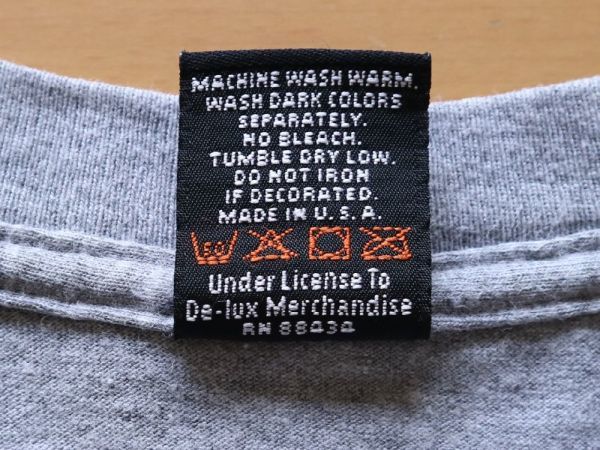 MACHINE WASH WARM.
WASH DARK COLORS
SEPARATELY.
NO BLEACH.
TUMBLE DRY LOW.
DO NOT IRON
IF DECORATED.
MADE IN U.S.A.
50
Under License To
De-lux Merchandise
RN 88434